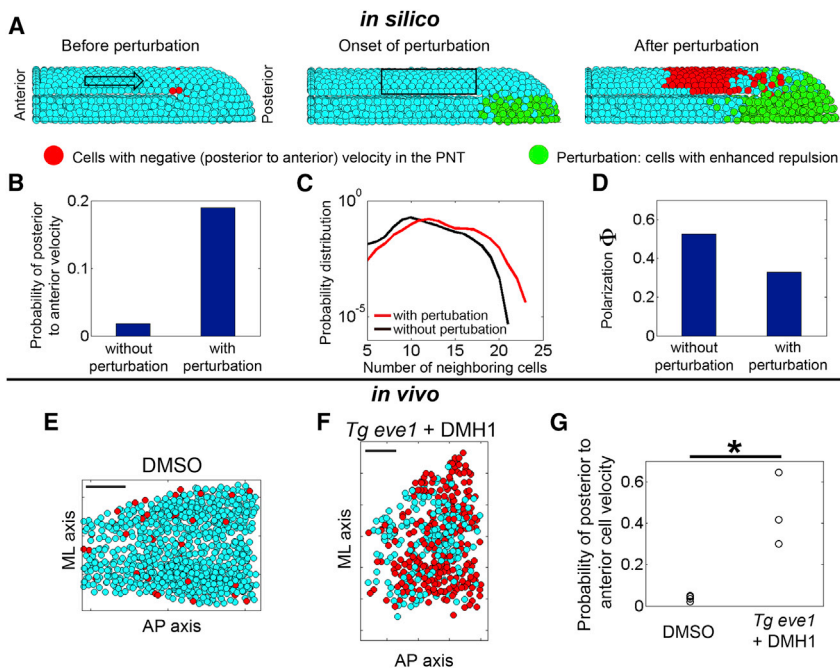 in silico
A
Before perturbation
Onset of perturbation
After perturbation
Anterior
Posterior
Cells with negative (posterior to anterior) velocity in the PNT
Perturbation: cells with enhanced repulsion
B
Probability of posterior
to anterior velocity
0.2
0.1
0
without
perturbation
with
perturbation
C
Probability distribution
10^0
10^-5
with pertubation
without pertubation
5
10
15
20
25
Number of neighboring cells
D
Polarization Φ
0.6
0.4
0.2
0
without
perturbation
with
perturbation
in vivo
E
DMSO
ML axis
AP axis
F
Tg eve1 + DMH1
ML axis
AP axis
G
Probability of posterior to
anterior cell velocity
0.6
0.4
0.2
0
*
DMSO
Tg eve1
+ DMH1